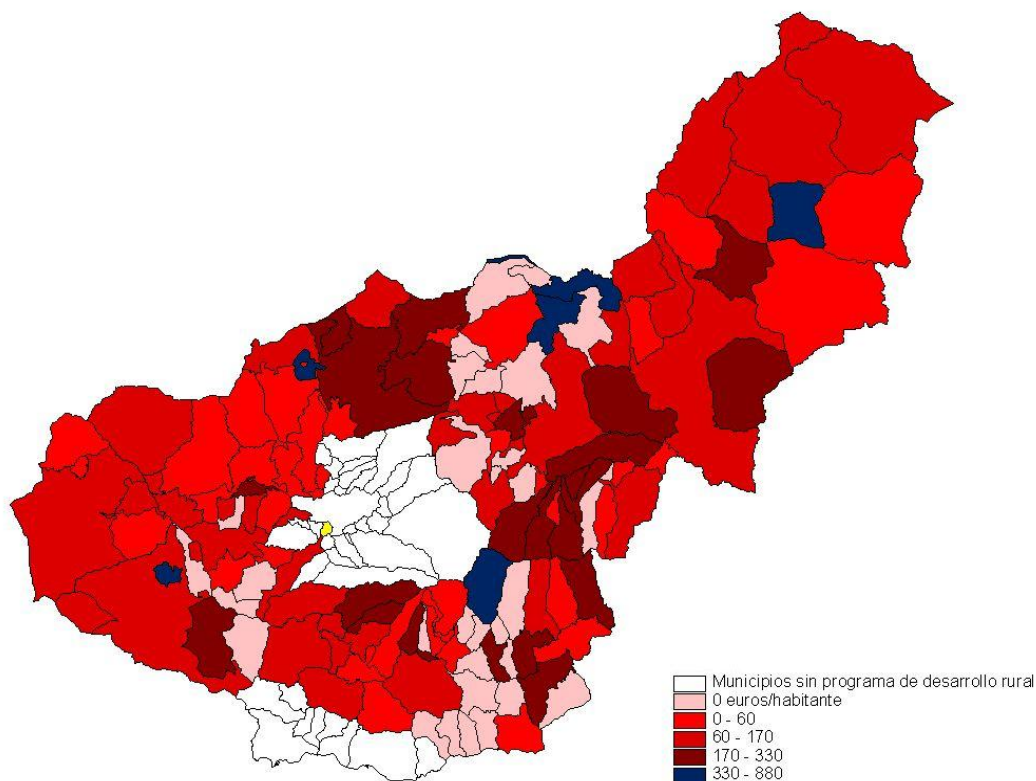 Municipios sin programa de desarrollo rural
0 euros/habitante
0 - 60
60 - 170
170 - 330
330 - 880